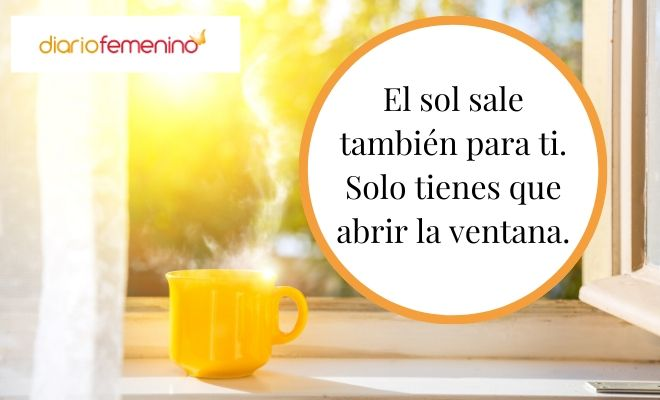 diariofemenino
El sol sale
también para ti.
Solo tienes que
abrir la ventana.